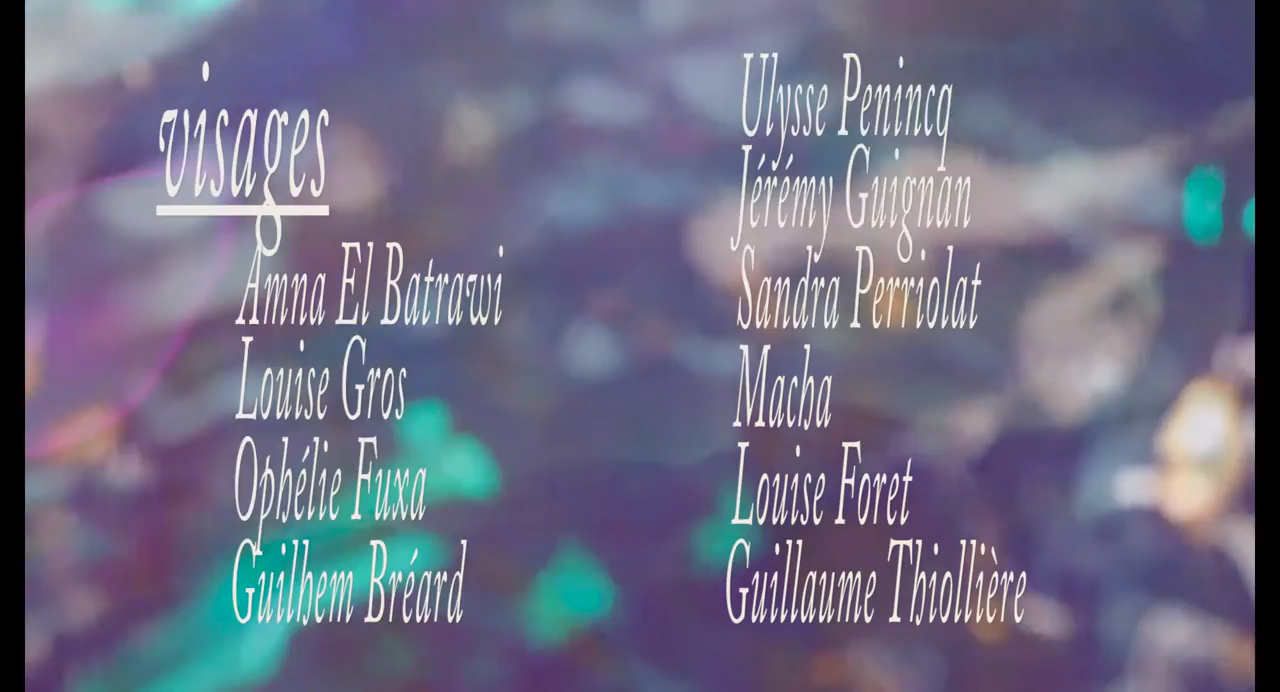 visages
Amna El Batrawi
Louise Gros
Ophélie Fuxa
Guilhem Bréard
Ulysse Penincq
Jérémy Guignan
Sandra Perriolat
Macha
Louise Foret
Guillaume Thiollière